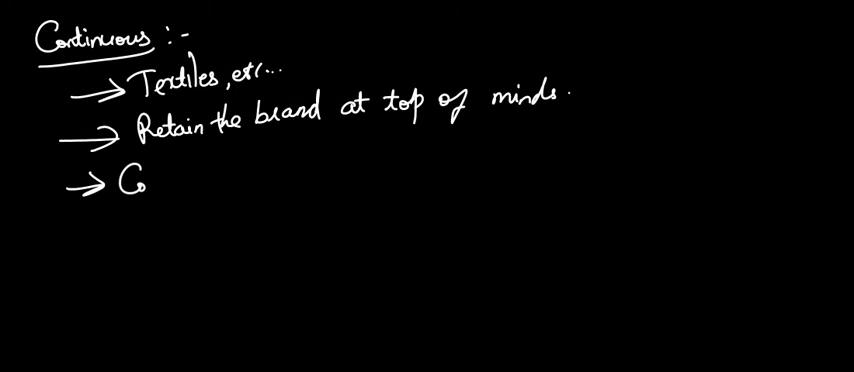 Continuous :-
→ Textiles, etc...
→ Retain the brand at top of minds.
→ Co